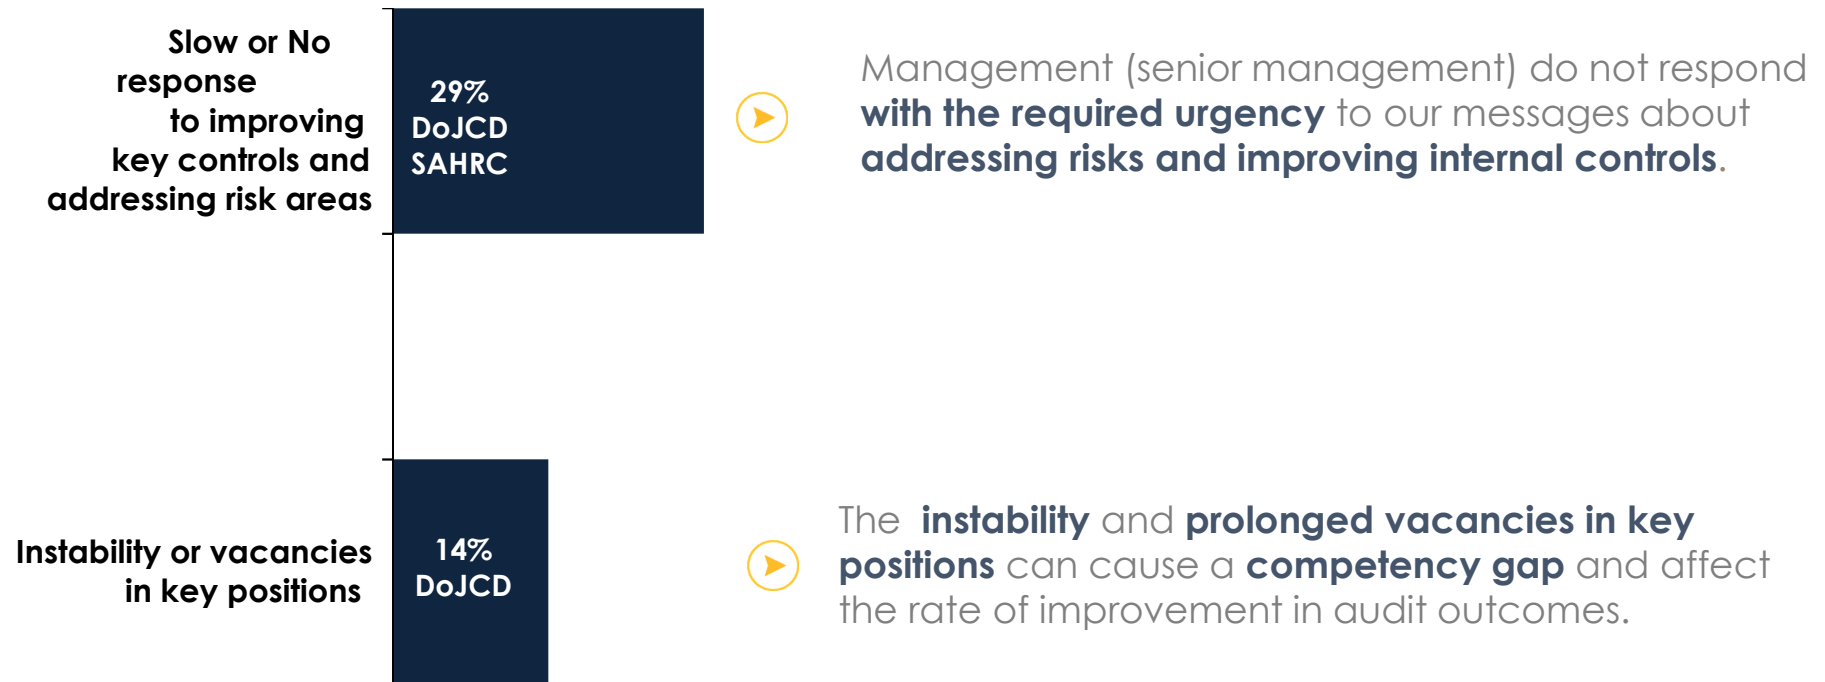 Slow or No
response
to improving
key controls and
addressing risk areas
29%
DoJCD
SAHRC
Management (senior management) do not respond
with the required urgency to our messages about
addressing risks and improving internal controls.
Instability or vacancies
in key positions
14%
DoJCD
The instability and prolonged vacancies in key
positions can cause a competency gap and affect
the rate of improvement in audit outcomes.